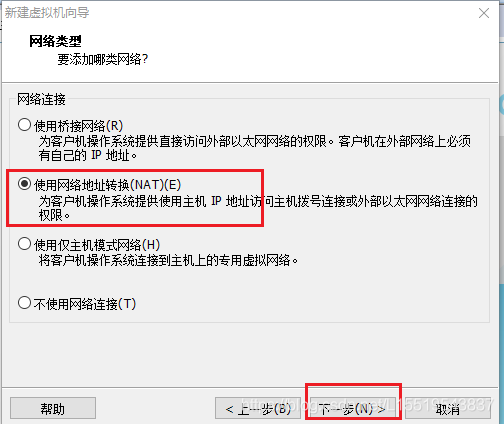 新建虚拟机向导
网络类型
要添加哪类网络?
网络连接
使用桥接网络(R)
为客户机操作系统提供直接访问外部以太网网络的权限。客户机在外部网络上必须
有自己的 IP 地址。
使用网络地址转换(NAT)(E)
为客户机操作系统提供使用主机 IP 地址访问主机拨号连接或外部以太网网络连接的
权限。
使用仅主机模式网络(H)
将客户机操作系统连接到主机上的专用虚拟网络。
不使用网络连接(T)
帮助
< 上一步(B)
下一步(N) >
取消